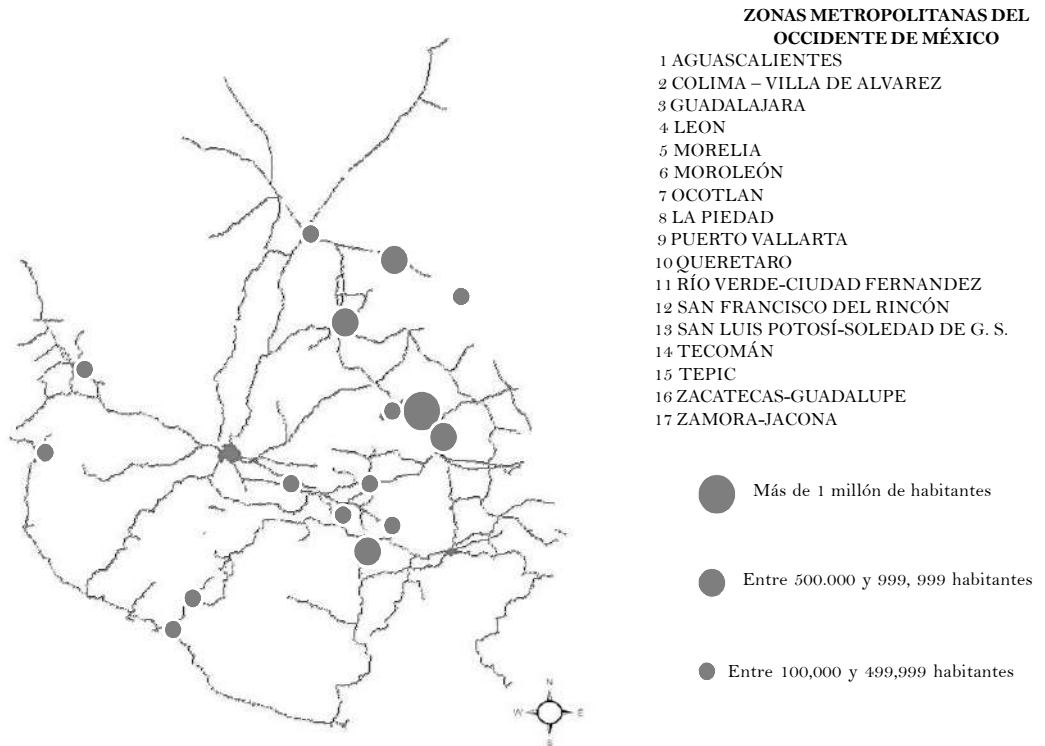 ZONAS METROPOLITANAS DEL
OCCIDENTE DE MÉXICO
1 AGUASCALIENTES
2 COLIMA – VILLA DE ALVAREZ
3 GUADALAJARA
4 LEON
5 MORELIA
6 MOROLEÓN
7 OCOTLAN
8 LA PIEDAD
9 PUERTO VALLARTA
10 QUERETARO
11 RÍO VERDE-CIUDAD FERNANDEZ
12 SAN FRANCISCO DEL RINCÓN
13 SAN LUIS POTOSÍ-SOLEDAD DE G. S.
14 TECOMÁN
15 TEPIC
16 ZACATECAS-GUADALUPE
17 ZAMORA-JACONA
Más de 1 millón de habitantes
Entre 500.000 y 999, 999 habitantes
Entre 100,000 y 499,999 habitantes
N
W E
S